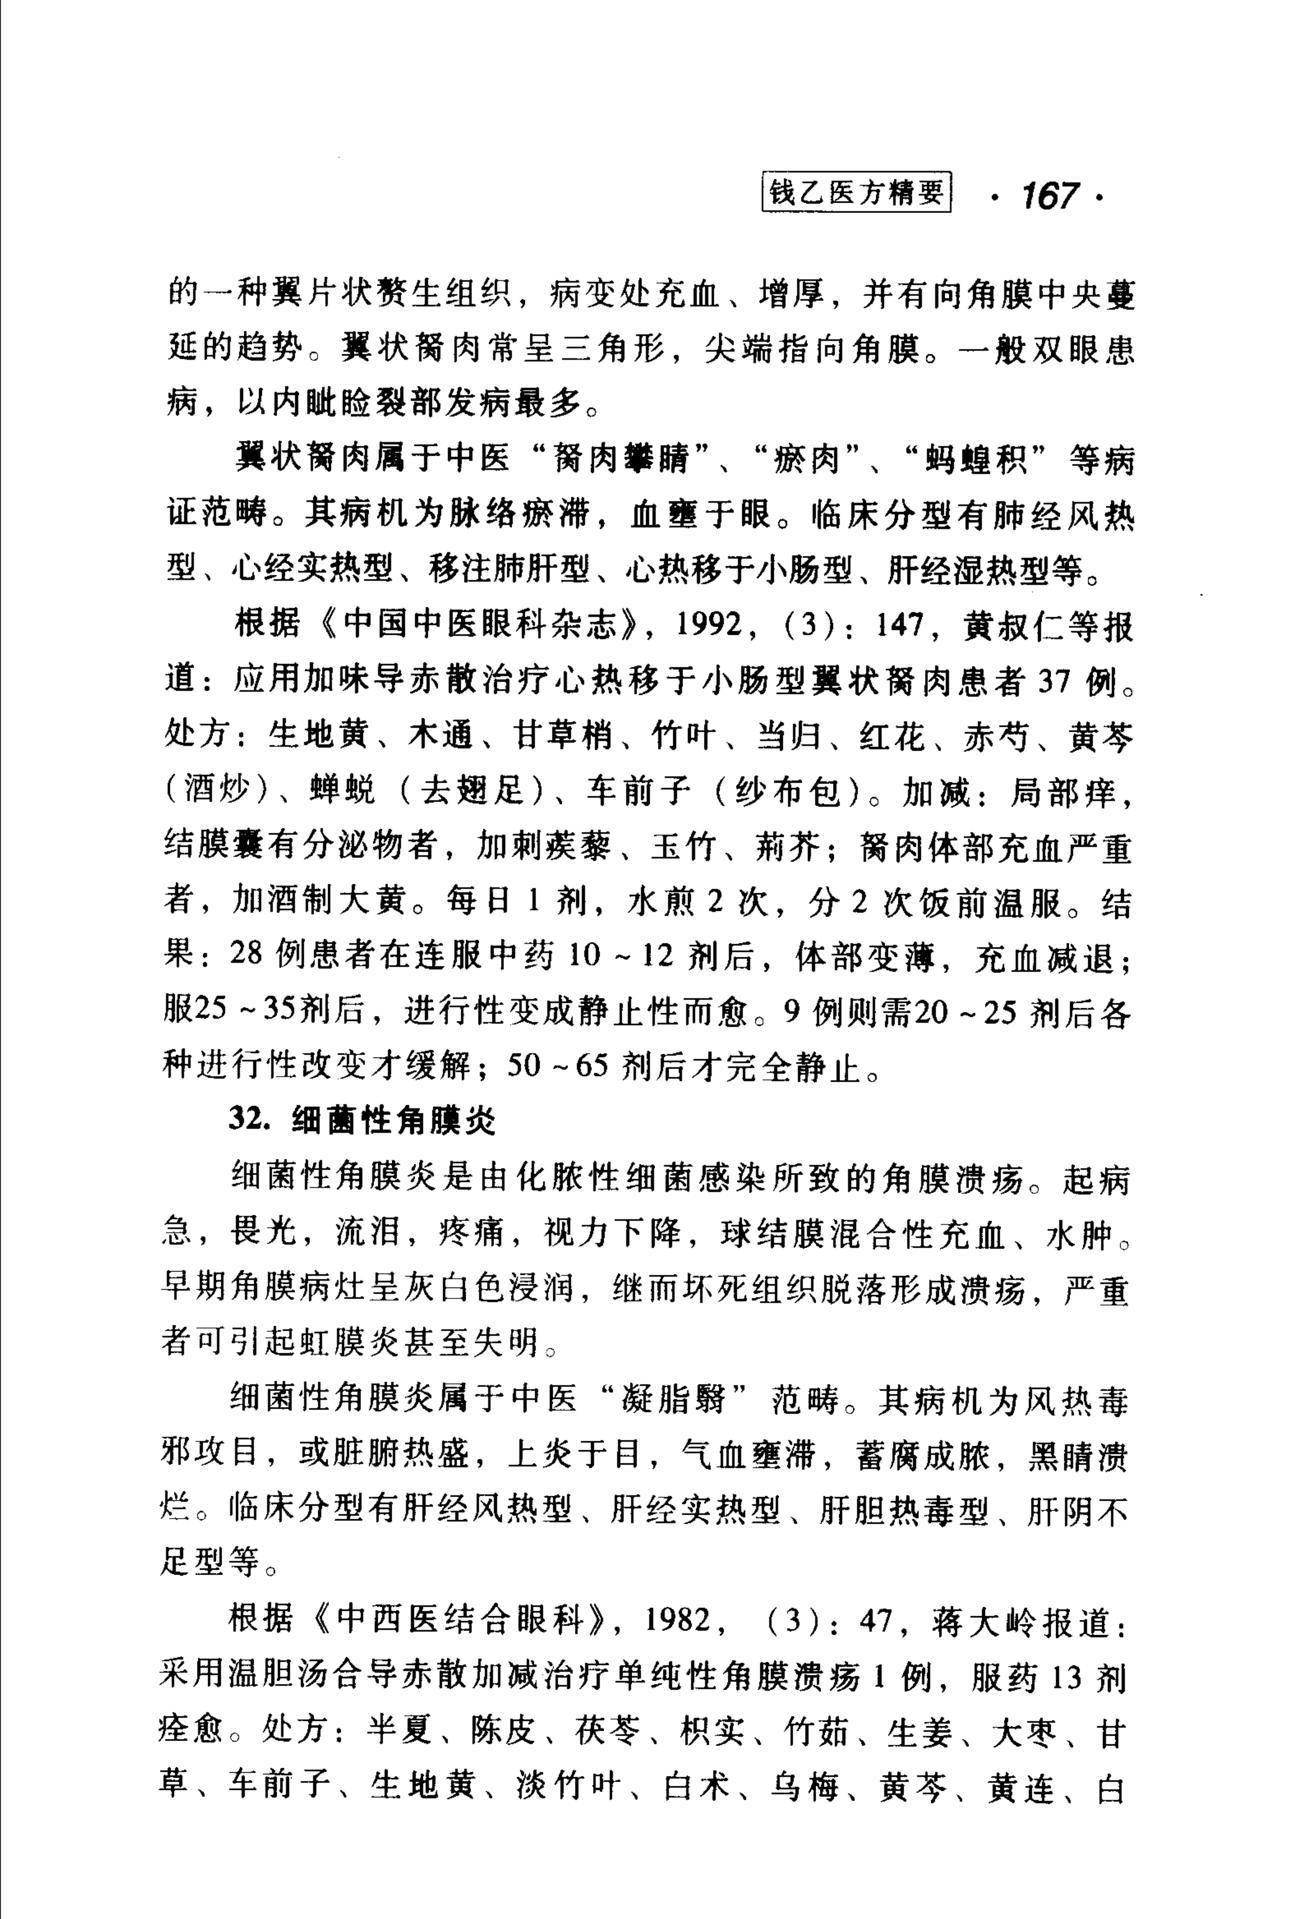 钱乙医方精要 · 167 ·
的一种翼片状赘生组织，病变处充血、增厚，并有向角膜中央蔓
延的趋势。翼状胬肉常呈三角形，尖端指向角膜。一般双眼患
病，以内眦睑裂部发病最多。
翼状胬肉属于中医“胬肉攀睛”、“瘀肉”、“蚂蝗积”等病
证范畴。其病机为脉络瘀滞，血壅于眼。临床分型有肺经风热
型、心经实热型、移注肺肝型、心热移于小肠型、肝经湿热型等。
根据《中国中医眼科杂志》，1992，（3）：147，黄叔仁等报
道：应用加味导赤散治疗心热移于小肠型翼状胬肉患者 37 例。
处方：生地黄、木通、甘草梢、竹叶、当归、红花、赤芍、黄芩
（酒炒）、蝉蜕（去翅足）、车前子（纱布包）。加减：局部痒，
结膜囊有分泌物者，加刺蒺藜、玉竹、荊芥；胬肉体部充血严重
者，加酒制大黄。每日 1 剂，水煎 2 次，分 2 次饭前温服。结
果：28 例患者在连服中药 10～12 剂后，体部变薄，充血减退；
服25～35剂后，进行性变成静止性而愈。9 例则需20～25 剂后各
种进行性改变才缓解；50～65 剂后才完全静止。
32. 细菌性角膜炎
细菌性角膜炎是由化脓性细菌感染所致的角膜溃疡。起病
急，畏光，流泪，疼痛，视力下降，球结膜混合性充血、水肿。
早期角膜病灶呈灰白色浸润，继而坏死组织脱落形成溃疡，严重
者可引起虹膜炎甚至失明。
细菌性角膜炎属于中医“凝脂翳”范畴。其病机为风热毒
邪攻目，或脏腑热盛，上炎于目，气血壅滞，蓄腐成脓，黑睛溃
烂。临床分型有肝经风热型、肝经实热型、肝胆热毒型、肝阴不
足型等。
根据《中西医结合眼科》，1982，（3）：47，蒋大岭报道：
采用温胆汤合导赤散加减治疗单纯性角膜溃疡 1 例，服药 13 剂
痊愈。处方：半夏、陈皮、茯苓、枳实、竹茹、生姜、大枣、甘
草、车前子、生地黄、淡竹叶、白术、乌梅、黄芩、黄连、白